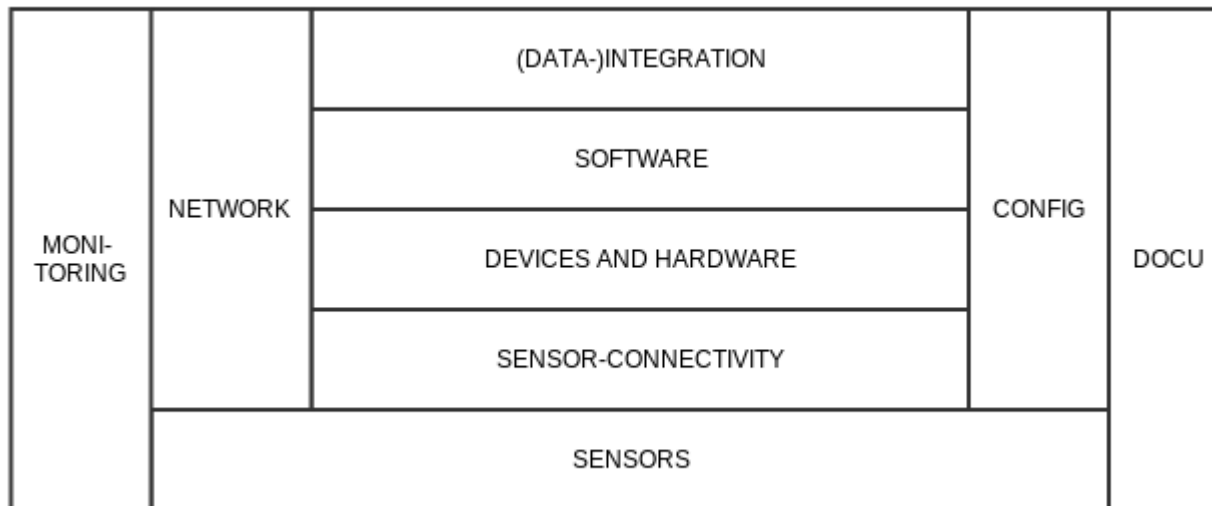 (DATA-)INTEGRATION
SOFTWARE
NETWORK
CONFIG
MONI-
TORING
DEVICES AND HARDWARE
DOCU
SENSOR-CONNECTIVITY
SENSORS